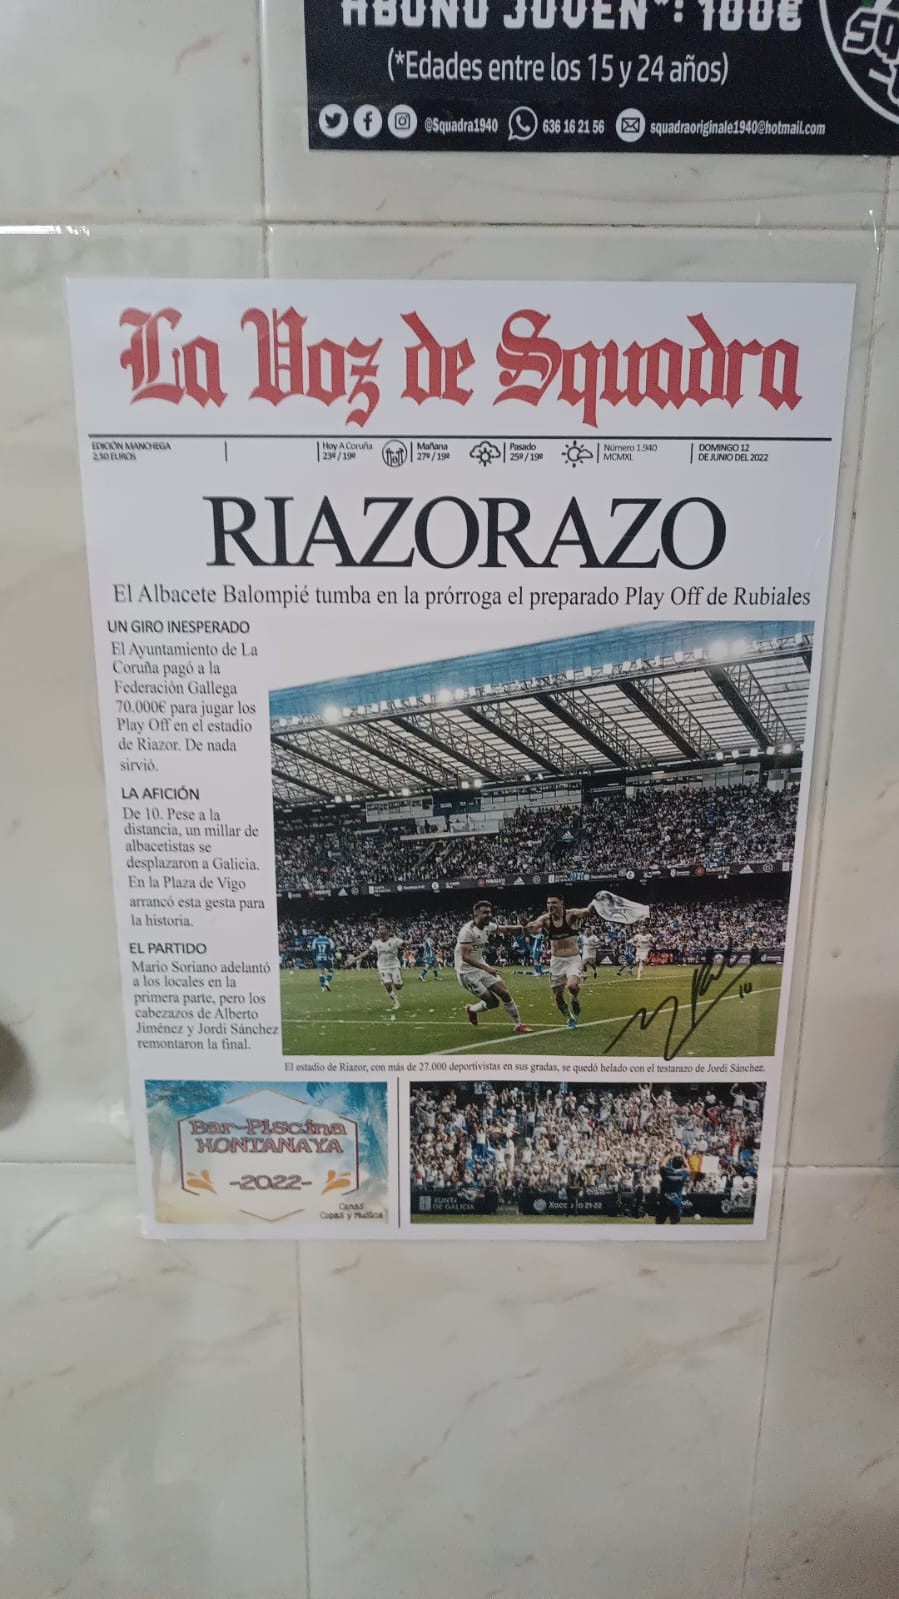 ABONO JOVEN*: 100€
(*Edades entre los 15 y 24 años)
@Squadra1940 636 16 21 56 squadraoriginale1940@hotmail.com
La Voz de Squadra
EDICIÓN MANCHEGA
2,50 EUROS
Hoy A Coruña
23º / 19º
Mañana
27º / 19º
Pasado
25º / 19º
Número 1.940
MCMXL
DOMINGO 12
DE JUNIO DEL 2022
RIAZORAZO
El Albacete Balompié tumba en la prórroga el preparado Play Off de Rubiales
UN GIRO INESPERADO
El Ayuntamiento de La
Coruña pagó a la
Federación Gallega
70.000€ para jugar los
Play Off en el estadio
de Riazor. De nada
sirvió.
LA AFICIÓN
De 10. Pese a la
distancia, un millar de
albacetistas se
desplazaron a Galicia.
En la Plaza de Vigo
arrancó esta gesta para
la historia.
EL PARTIDO
Mario Soriano adelantó
a los locales en la
primera parte, pero los
cabezazos de Alberto
Jiménez y Jordi Sánchez
remontaron la final.
El estadio de Riazor, con más de 27.000 deportivistas en sus gradas, se quedó helado con el testarazo de Jordi Sánchez.
Bar-Piscina
HONTANAYA
-2022-
Canas
Copas y Musica
XUNTA
DE GALICIA